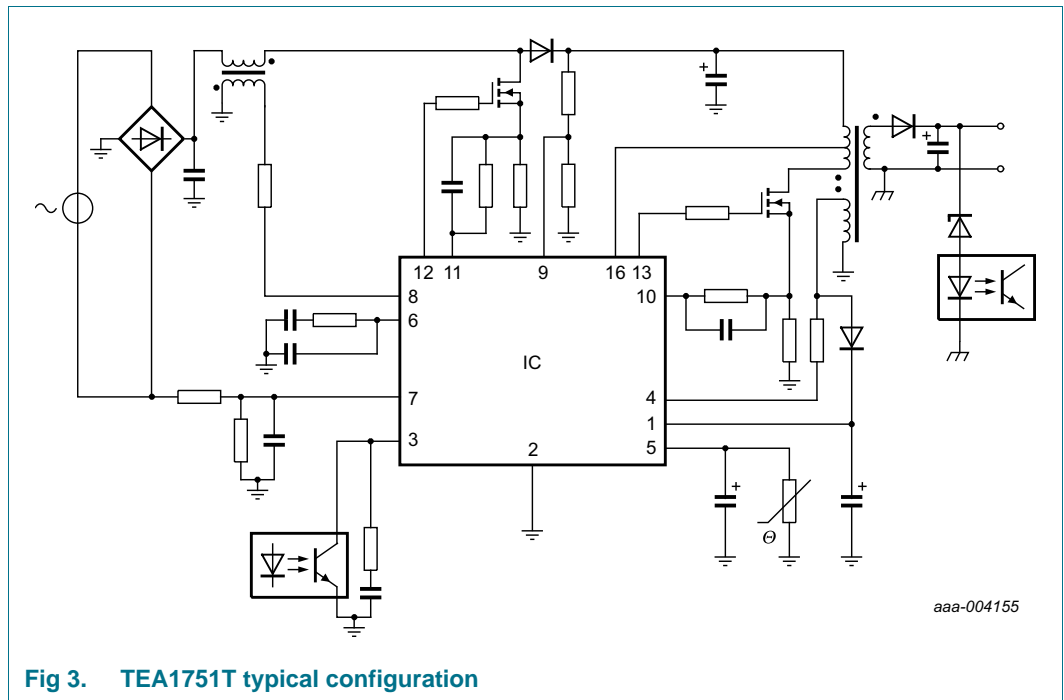 12 11 9 16 13
8 10
6
IC
7 4
1
3 2 5
+
+
+
+
Θ
aaa-004155
Fig 3. TEA1751T typical configuration